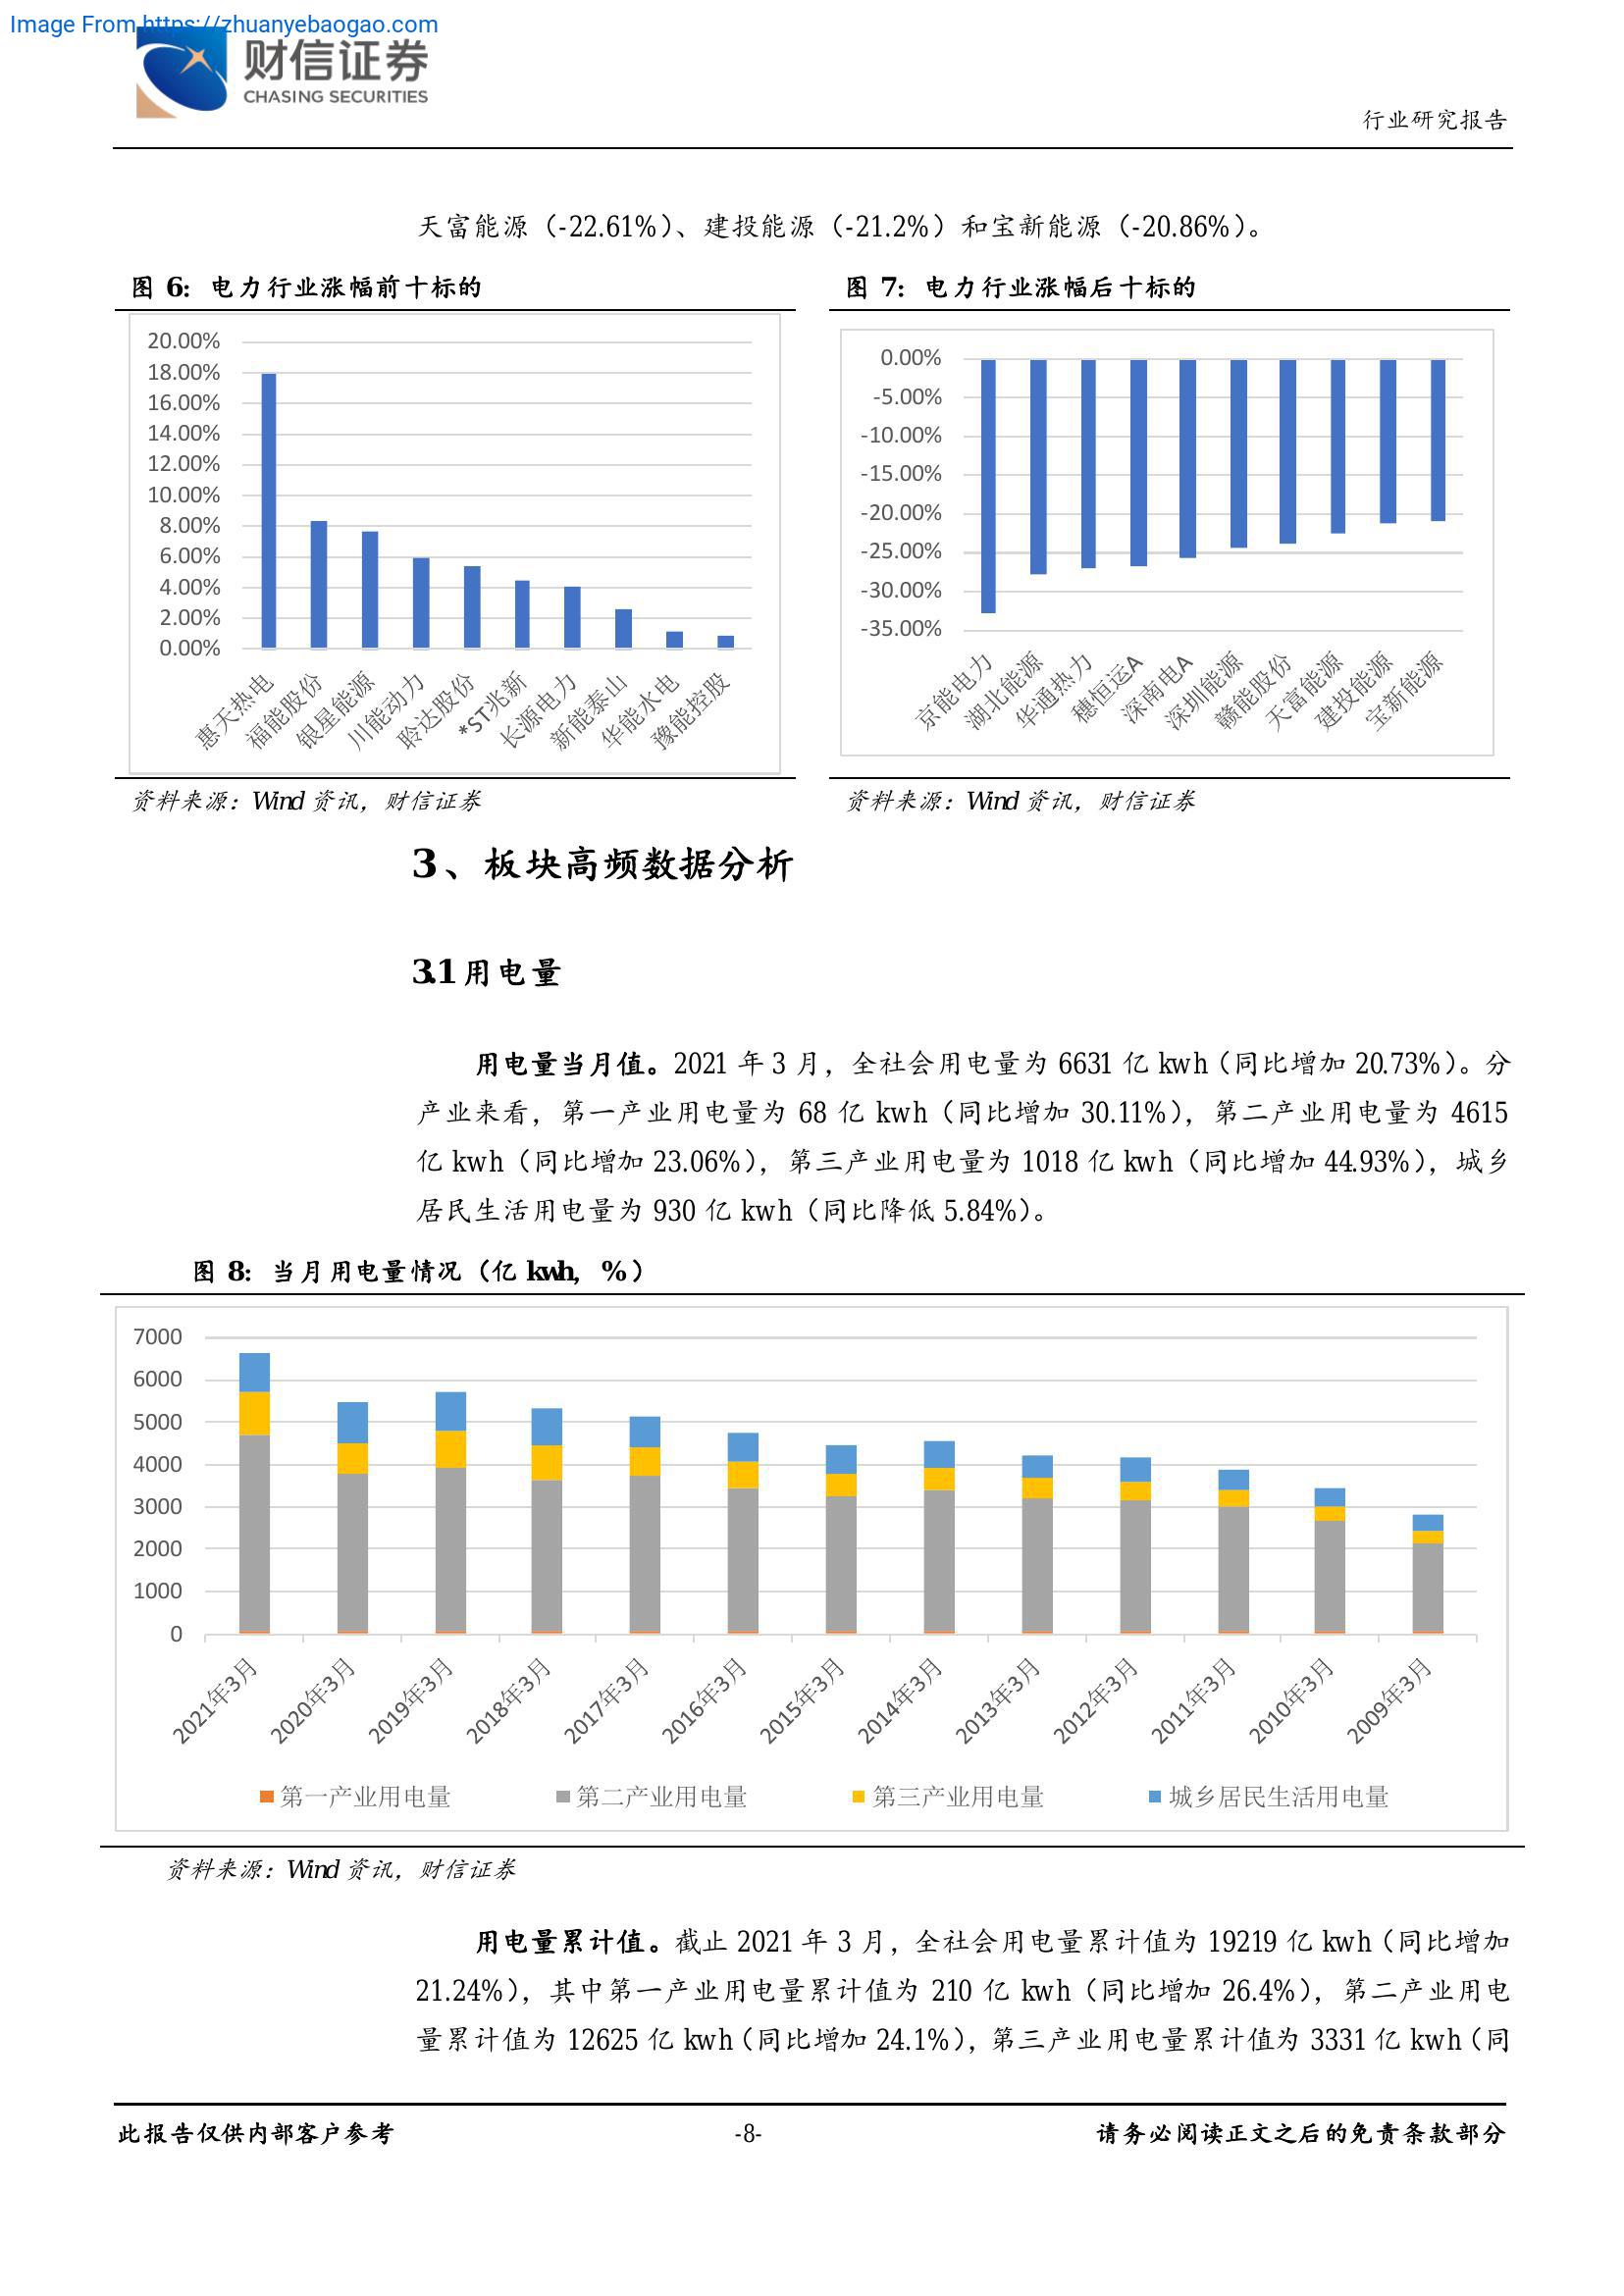 Image From https://zhuanyebaogao.com
财信证券
CHASING SECURITIES
行业研究报告
天富能源（-22.61%）、建投能源（-21.2%）和宝新能源（-20.86%）。
图 6：电力行业涨幅前十标的
20.00%
18.00%
16.00%
14.00%
12.00%
10.00%
8.00%
6.00%
4.00%
2.00%
0.00%
惠天热电
福能股份
银星能源
川能动力
聆达股份
*ST兆新
长源电力
新能泰山
华能水电
豫能控股
资料来源：Wind 资讯，财信证券
图 7：电力行业涨幅后十标的
0.00%
-5.00%
-10.00%
-15.00%
-20.00%
-25.00%
-30.00%
-35.00%
京能电力
湖北能源
华通热力
穗恒运A
深南电A
深圳能源
赣能股份
天富能源
建投能源
宝新能源
资料来源：Wind 资讯，财信证券
3、板块高频数据分析
3.1 用电量
用电量当月值。2021 年 3 月，全社会用电量为 6631 亿 kwh（同比增加 20.73%）。分
产业来看，第一产业用电量为 68 亿 kwh（同比增加 30.11%），第二产业用电量为 4615
亿 kwh（同比增加 23.06%），第三产业用电量为 1018 亿 kwh（同比增加 44.93%），城乡
居民生活用电量为 930 亿 kwh（同比降低 5.84%）。
图 8：当月用电量情况（亿 kwh，%）
7000
6000
5000
4000
3000
2000
1000
0
2021年3月
2020年3月
2019年3月
2018年3月
2017年3月
2016年3月
2015年3月
2014年3月
2013年3月
2012年3月
2011年3月
2010年3月
2009年3月
第一产业用电量 第二产业用电量 第三产业用电量 城乡居民生活用电量
资料来源：Wind 资讯，财信证券
用电量累计值。截止 2021 年 3 月，全社会用电量累计值为 19219 亿 kwh（同比增加
21.24%），其中第一产业用电量累计值为 210 亿 kwh（同比增加 26.4%），第二产业用电
量累计值为 12625 亿 kwh（同比增加 24.1%），第三产业用电量累计值为 3331 亿 kwh（同
此报告仅供内部客户参考
-8-
请务必阅读正文之后的免责条款部分